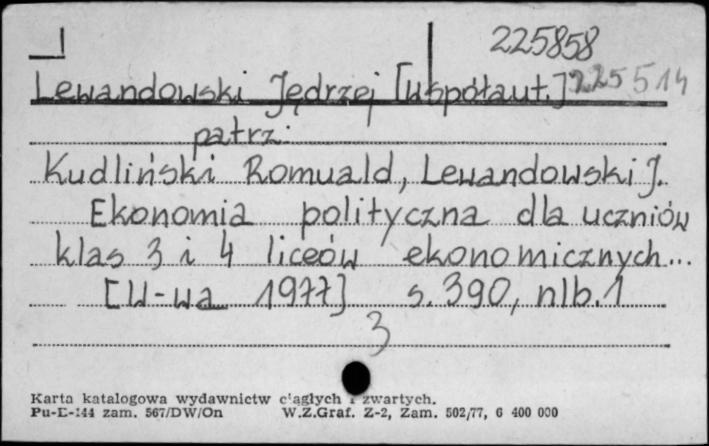 225858
Lewandowski Jędrzej [współaut.] 225514
patrz:
Kudliński Romuald, Lewandowski J.
Ekonomia polityczna dla uczniów
klas 3 i 4 liceów ekonomicznych...
[W-wa 1977] s. 390, nlb. 1
3
Karta katalogowa wydawnictw ciągłych i zwartych.
Pu-E-144 zam. 567/DW/On W.Z.Graf. Z-2, Zam. 502/77, 6 400 000